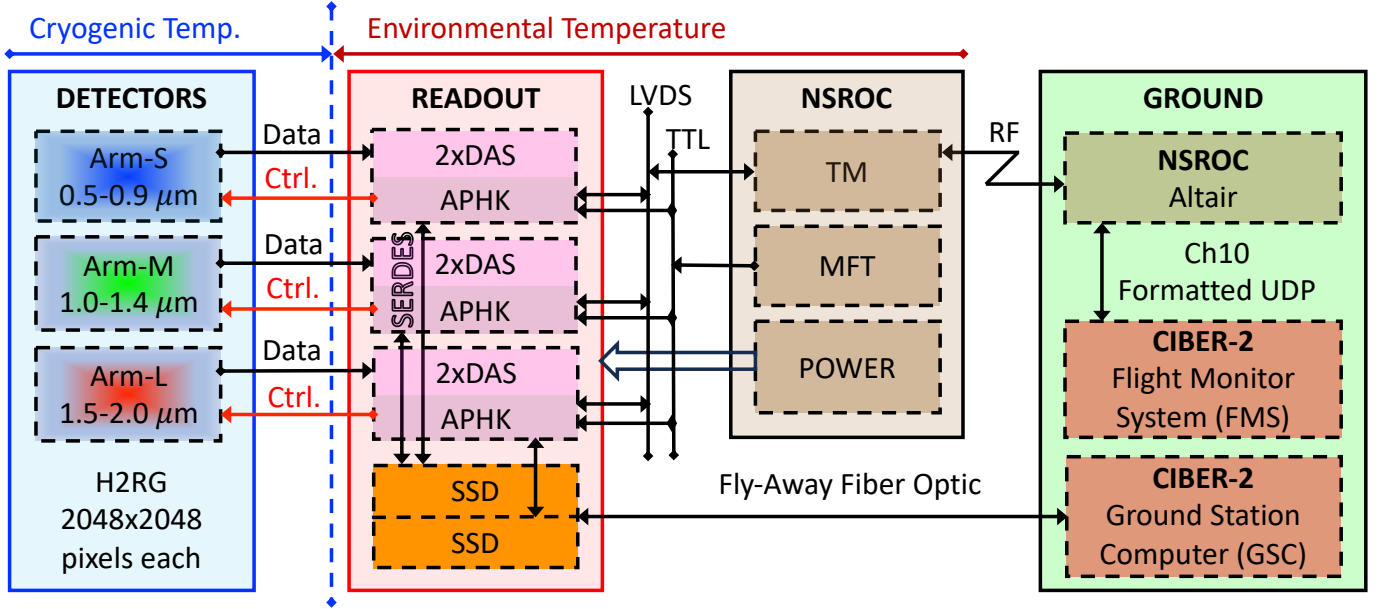 Cryogenic Temp.
Environmental Temperature
DETECTORS
Arm-S
0.5-0.9 𝜇m
Arm-M
1.0-1.4 𝜇m
Arm-L
1.5-2.0 𝜇m
H2RG
2048x2048
pixels each
Data
Ctrl.
Data
Ctrl.
Data
Ctrl.
READOUT
2xDAS
APHK
2xDAS
APHK
2xDAS
APHK
SERDES
SSD
SSD
LVDS
TTL
NSROC
TM
MFT
POWER
RF
Fly-Away Fiber Optic
GROUND
NSROC
Altair
Ch10
Formatted UDP
CIBER-2
Flight Monitor
System (FMS)
CIBER-2
Ground Station
Computer (GSC)